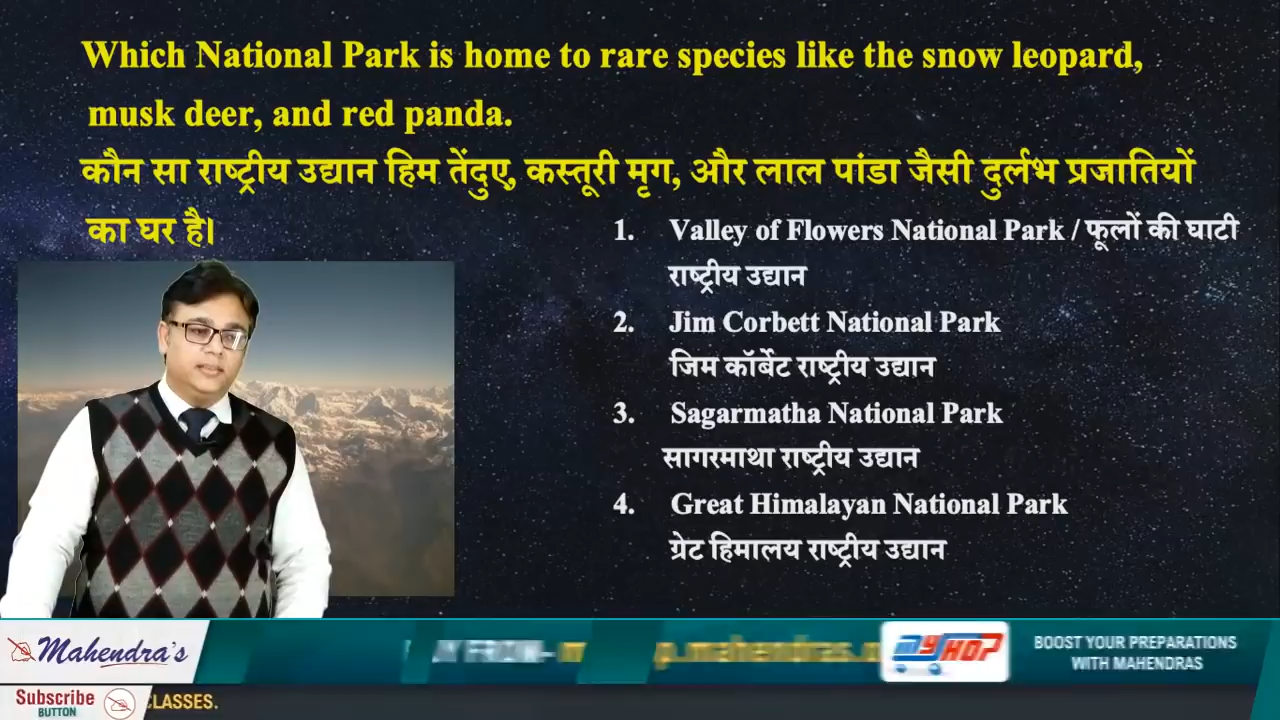 Which National Park is home to rare species like the snow leopard,
musk deer, and red panda.
कौन सा राष्ट्रीय उद्यान हिम तेंदुए, कस्तूरी मृग, और लाल पांडा जैसी दुर्लभ प्रजातियों
का घर है।
1. Valley of Flowers National Park / फूलों की घाटी
राष्ट्रीय उद्यान
2. Jim Corbett National Park
जिम कॉर्बेट राष्ट्रीय उद्यान
3. Sagarmatha National Park
सागरमाथा राष्ट्रीय उद्यान
4. Great Himalayan National Park
ग्रेट हिमालय राष्ट्रीय उद्यान
Mahendra's
MY SHOP
BOOST YOUR PREPARATIONS
WITH MAHENDRAS
Subscribe
BUTTON
CLASSES.